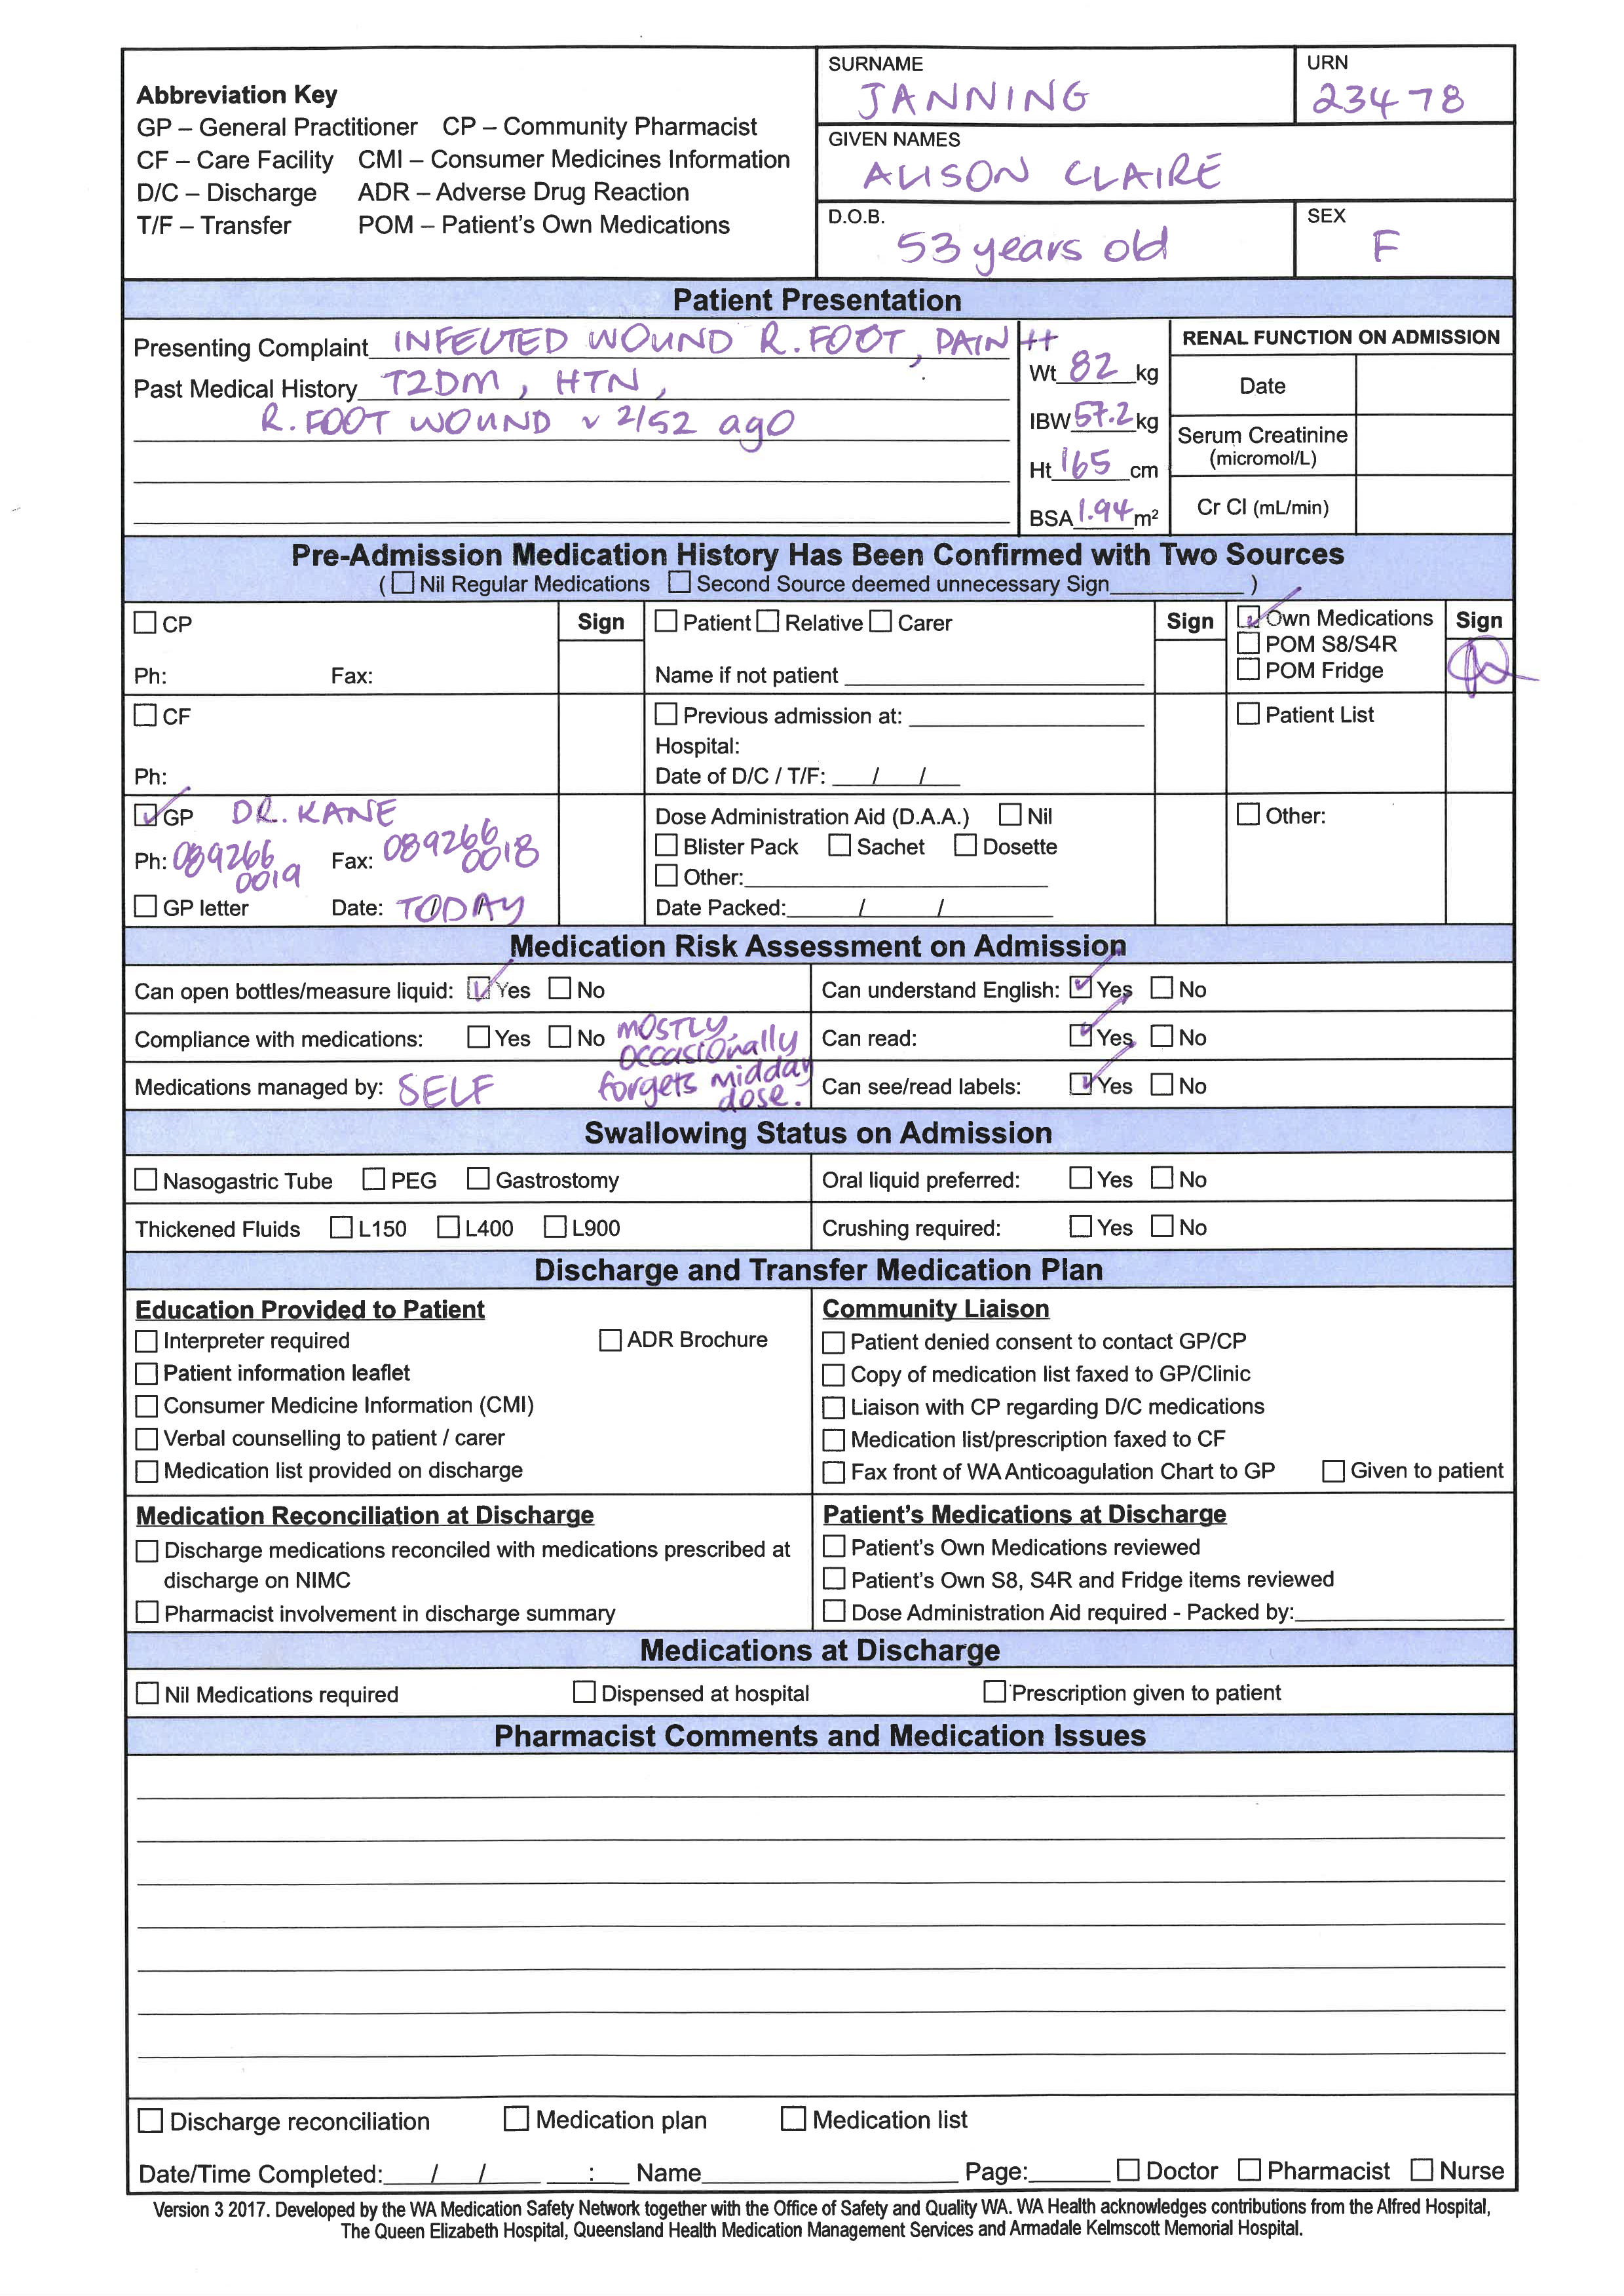 Abbreviation Key
GP – General Practitioner CP – Community Pharmacist
CF – Care Facility CMI – Consumer Medicines Information
D/C – Discharge ADR – Adverse Drug Reaction
T/F – Transfer POM – Patient's Own Medications
SURNAME
JANNING
URN
23478
GIVEN NAMES
ALISON CLAIRE
D.O.B.
53 years old
SEX
F
Patient Presentation
Presenting Complaint INFECTED WOUND R. FOOT, PAIN ++
Past Medical History T2DM, HTN,
R. FOOT WOUND ~ 2/52 ago
Wt 82 kg
IBW 57.2 kg
Ht 165 cm
BSA 1.94 m²
RENAL FUNCTION ON ADMISSION
Date
Serum Creatinine
(micromol/L)
Cr Cl (mL/min)
Pre-Admission Medication History Has Been Confirmed with Two Sources
( ☐ Nil Regular Medications ☐ Second Source deemed unnecessary Sign__________ )
☐ CP
Ph: Fax:
Sign
☐ Patient ☐ Relative ☐ Carer
Name if not patient
Sign
☑ Own Medications
☐ POM S8/S4R
☐ POM Fridge
Sign
☐ CF
Ph:
☐ Previous admission at:
Hospital:
Date of D/C / T/F: / /
☐ Patient List
☑ GP DR. KANE
Ph: 089266 0019 Fax: 089266 0018
☐ GP letter Date: TODAY
Dose Administration Aid (D.A.A.) ☐ Nil
☐ Blister Pack ☐ Sachet ☐ Dosette
☐ Other:
Date Packed: / /
☐ Other:
Medication Risk Assessment on Admission
Can open bottles/measure liquid: ☑ Yes ☐ No
Can understand English: ☑ Yes ☐ No
Compliance with medications: ☐ Yes ☐ No MOSTLY, occasionally forgets midday dose.
Can read: ☑ Yes ☐ No
Medications managed by: SELF
Can see/read labels: ☑ Yes ☐ No
Swallowing Status on Admission
☐ Nasogastric Tube ☐ PEG ☐ Gastrostomy
Oral liquid preferred: ☐ Yes ☐ No
Thickened Fluids ☐ L150 ☐ L400 ☐ L900
Crushing required: ☐ Yes ☐ No
Discharge and Transfer Medication Plan
Education Provided to Patient
☐ Interpreter required ☐ ADR Brochure
☐ Patient information leaflet
☐ Consumer Medicine Information (CMI)
☐ Verbal counselling to patient / carer
☐ Medication list provided on discharge
Community Liaison
☐ Patient denied consent to contact GP/CP
☐ Copy of medication list faxed to GP/Clinic
☐ Liaison with CP regarding D/C medications
☐ Medication list/prescription faxed to CF
☐ Fax front of WA Anticoagulation Chart to GP ☐ Given to patient
Medication Reconciliation at Discharge
☐ Discharge medications reconciled with medications prescribed at
discharge on NIMC
☐ Pharmacist involvement in discharge summary
Patient's Medications at Discharge
☐ Patient's Own Medications reviewed
☐ Patient's Own S8, S4R and Fridge items reviewed
☐ Dose Administration Aid required - Packed by:
Medications at Discharge
☐ Nil Medications required ☐ Dispensed at hospital ☐ Prescription given to patient
Pharmacist Comments and Medication Issues
☐ Discharge reconciliation ☐ Medication plan ☐ Medication list
Date/Time Completed: / / : Name Page: ☐ Doctor ☐ Pharmacist ☐ Nurse
Version 3 2017. Developed by the WA Medication Safety Network together with the Office of Safety and Quality WA. WA Health acknowledges contributions from the Alfred Hospital,
The Queen Elizabeth Hospital, Queensland Health Medication Management Services and Armadale Kelmscott Memorial Hospital.